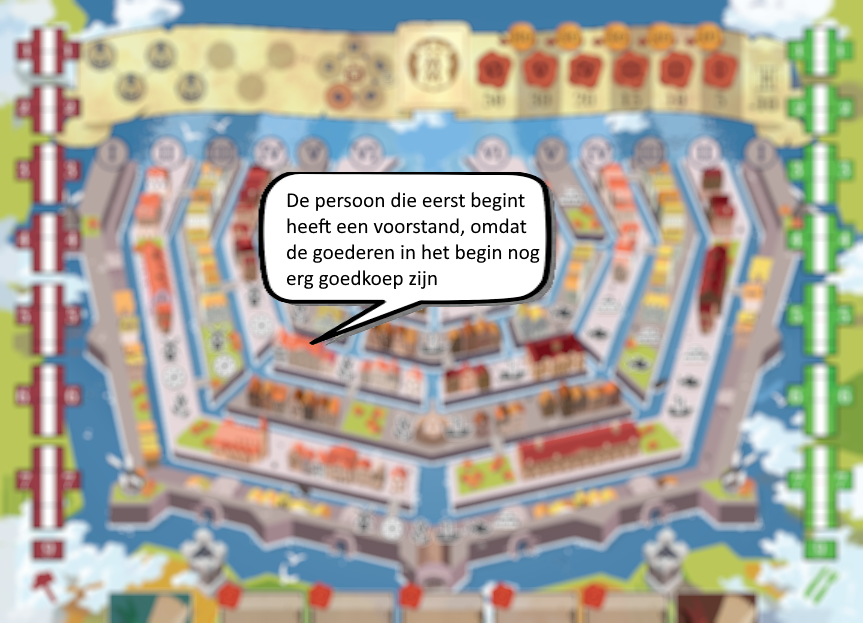 De persoon die eerst begint
heeft een voorstand, omdat
de goederen in het begin nog
erg goedkoep zijn